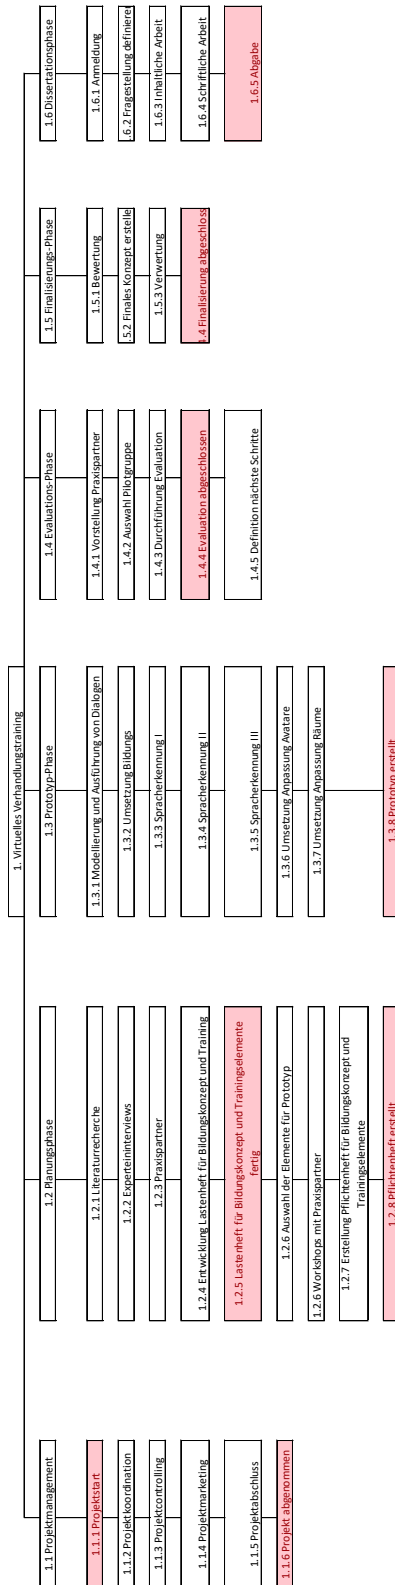 1. Virtuelles Verhandlungstraining
1.1 Projektmanagement
1.1.1 Projektstart
1.1.2 Projektkoordination
1.1.3 Projektcontrolling
1.1.4 Projektmarketing
1.1.5 Projektabschluss
1.1.6 Projekt abgenommen
1.2 Planungsphase
1.2.1 Literaturrecherche
1.2.2 Experteninterviews
1.2.3 Praxispartner
1.2.4 Entwicklung Lastenheft für Bildungskonzept und Training
1.2.5 Lastenheft für Bildungskonzept und Trainingselemente
fertig
1.2.6 Auswahl der Elemente für Prototyp
1.2.6 Workshops mit Praxispartner
1.2.7 Erstellung Pflichtenheft für Bildungskonzept und
Trainingselemente
1.2.8 Pflichtenheft erstellt
1.3 Prototyp-Phase
1.3.1 Modellierung und Ausführung von Dialogen
1.3.2 Umsetzung Bildungs
1.3.3 Spracherkennung I
1.3.4 Spracherkennung II
1.3.5 Spracherkennung III
1.3.6 Umsetzung Anpassung Avatare
1.3.7 Umsetzung Anpassung Räume
1.3.8 Prototyp erstellt
1.4 Evaluations-Phase
1.4.1 Vorstellung Praxispartner
1.4.2 Auswahl Pilotgruppe
1.4.3 Durchführung Evaluation
1.4.4 Evaluation abgeschlossen
1.4.5 Definition nächste Schritte
1.5 Finalisierungs-Phase
1.5.1 Bewertung
.5.2 Finales Konzept erstelle
1.5.3 Verwertung
.4 Finalisierung abgeschloss
1.6 Dissertationsphase
1.6.1 Anmeldung
.6.2 Fragestellung definieren
1.6.3 Inhaltliche Arbeit
1.6.4 Schriftliche Arbeit
1.6.5 Abgabe